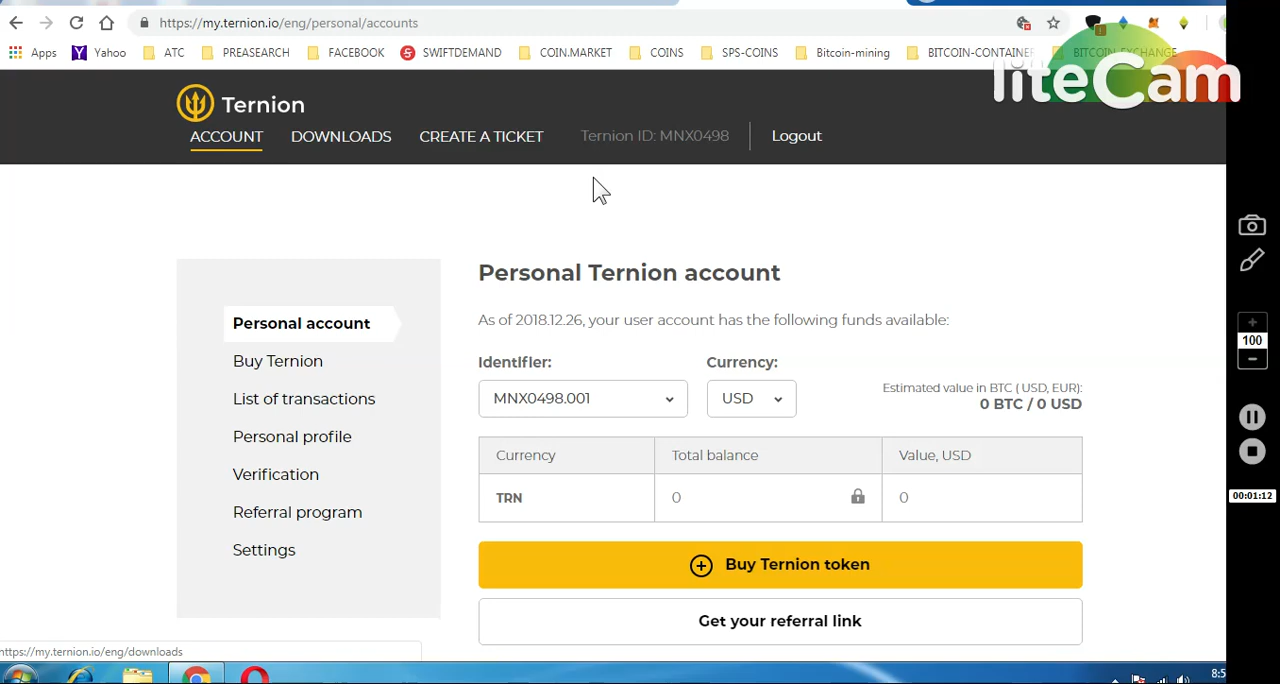 https://my.ternion.io/eng/personal/accounts
Apps Yahoo ATC PREASEARCH FACEBOOK SWIFTDEMAND COIN.MARKET COINS SPS-COINS Bitcoin-mining BITCOIN-CONTAINER BITCOIN-EXCHANGE
liteCam
Ternion
ACCOUNT DOWNLOADS CREATE A TICKET Ternion ID: MNX0498 Logout
Personal account
Buy Ternion
List of transactions
Personal profile
Verification
Referral program
Settings
Personal Ternion account
As of 2018.12.26, your user account has the following funds available:
Identifier: Currency:
MNX0498.001 USD
Estimated value in BTC ( USD, EUR):
0 BTC / 0 USD
Currency Total balance Value, USD
TRN 0 0
Buy Ternion token
Get your referral link
100
00:01:12
https://my.ternion.io/eng/downloads
8:5